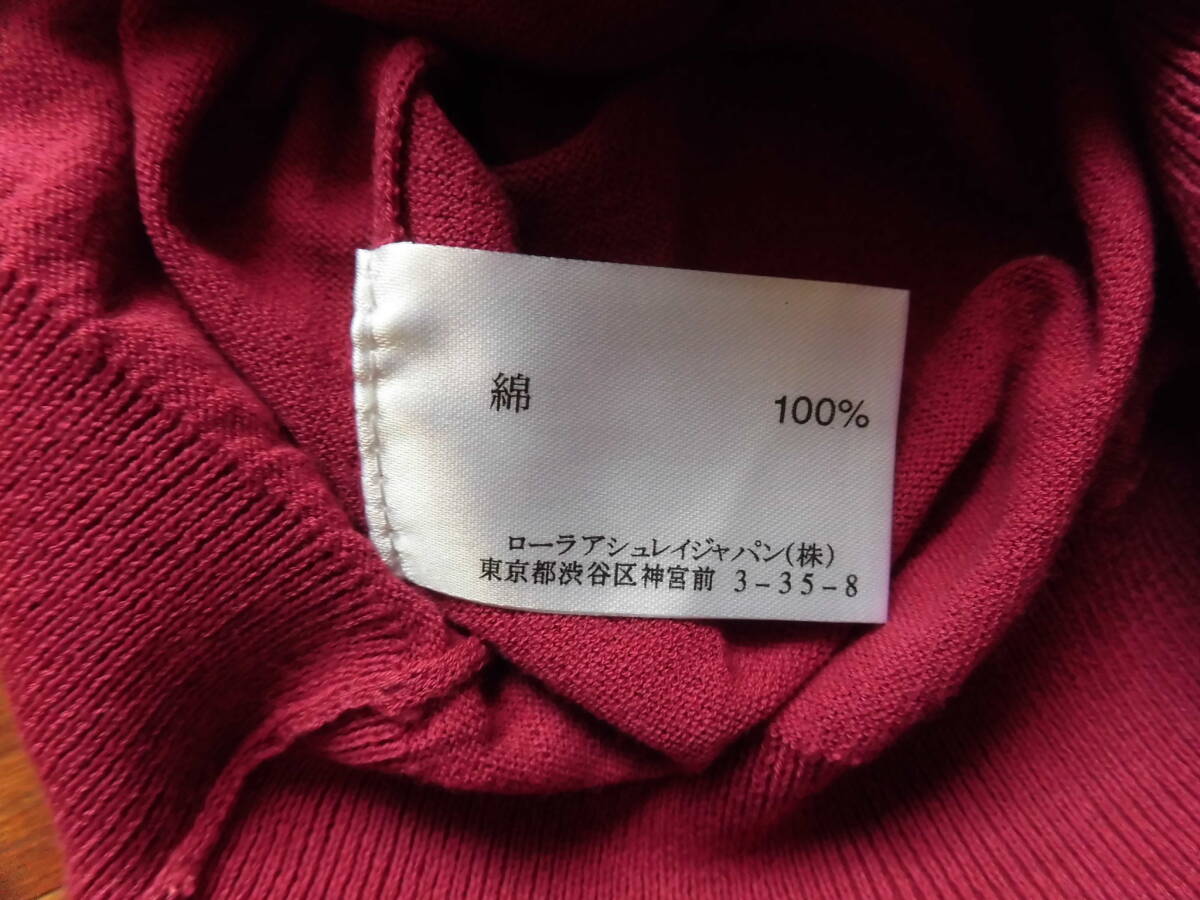 綿 100%
ローラアシュレイジャパン(株)
東京都渋谷区神宮前 3-35-8